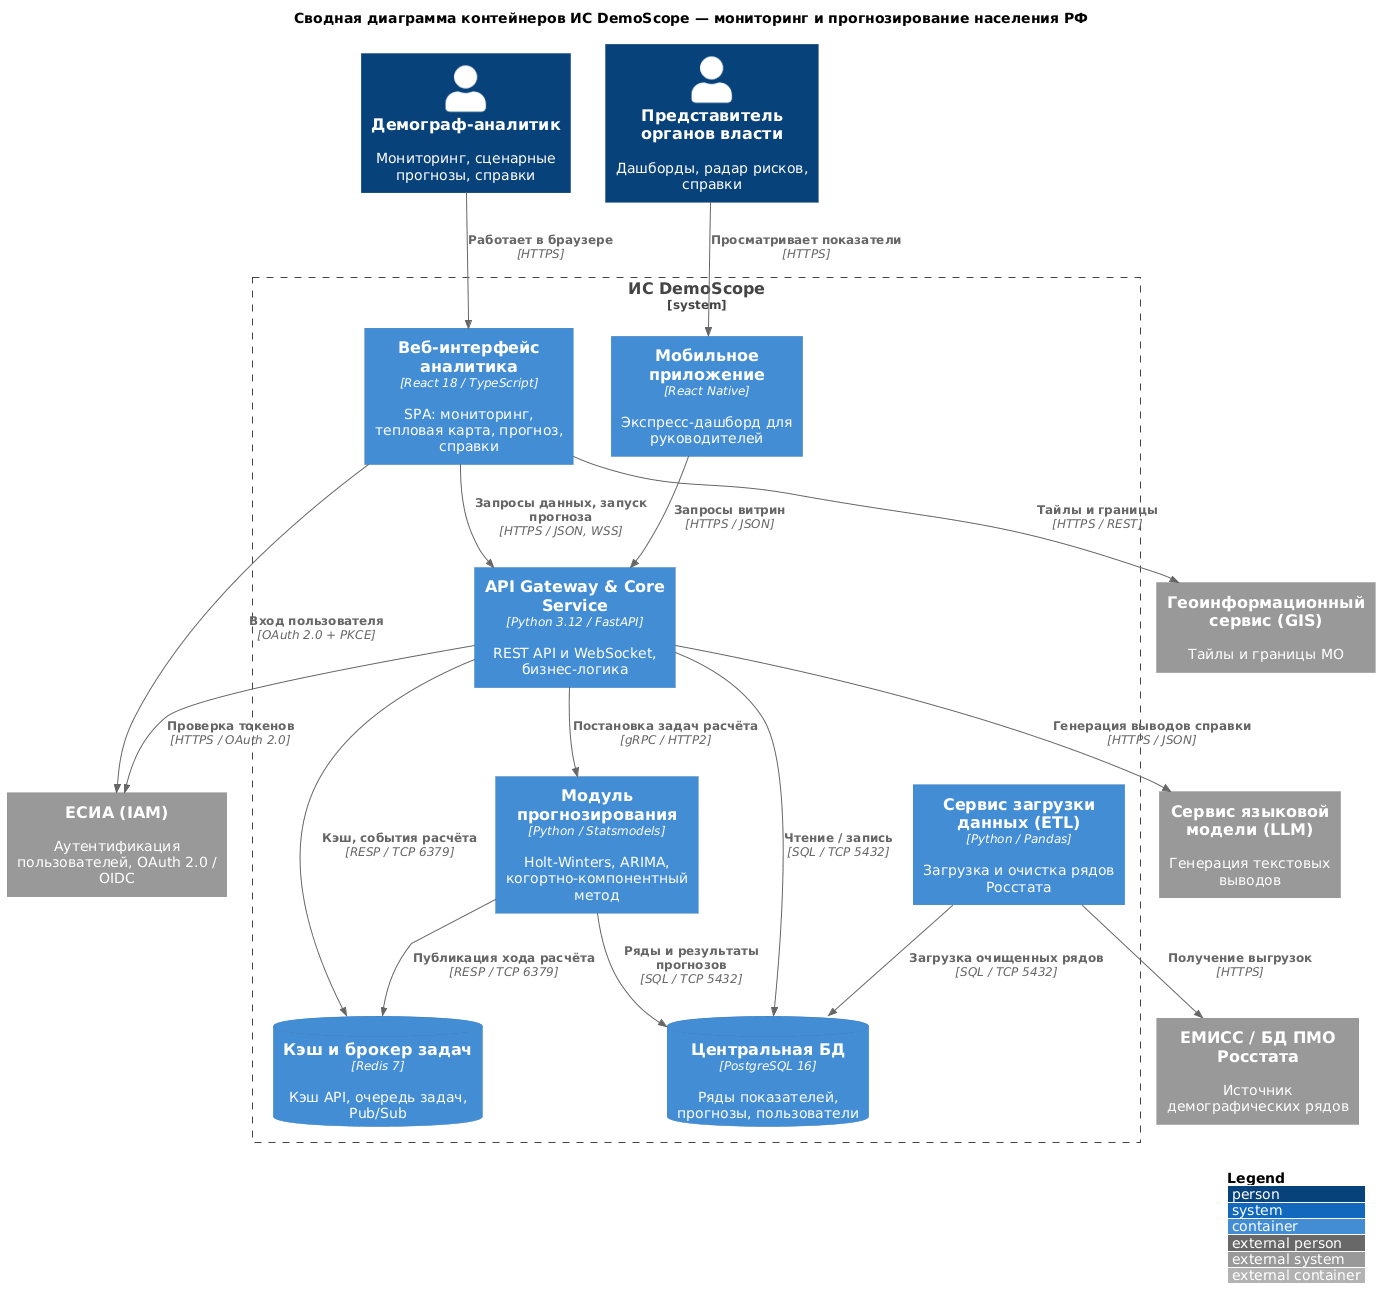 Сводная диаграмма контейнеров ИС DemoScope — мониторинг и прогнозирование населения РФ
Демограф-аналитик
Мониторинг, сценарные
прогнозы, справки
Представитель
органов власти
Дашборды, радар рисков,
справки
Работает в браузере
[HTTPS]
Просматривает показатели
[HTTPS]
ИС DemoScope
[system]
Веб-интерфейс
аналитика
[React 18 / TypeScript]
SPA: мониторинг,
тепловая карта, прогноз,
справки
Мобильное
приложение
[React Native]
Экспресс-дашборд для
руководителей
Запросы данных, запуск
прогноза
[HTTPS / JSON, WSS]
Запросы витрин
[HTTPS / JSON]
Тайлы и границы
[HTTPS / REST]
API Gateway & Core
Service
[Python 3.12 / FastAPI]
REST API и WebSocket,
бизнес-логика
Геоинформационный
сервис (GIS)
Тайлы и границы МО
Вход пользователя
[OAuth 2.0 + PKCE]
Проверка токенов
[HTTPS / OAuth 2.0]
Постановка задач расчёта
[gRPC / HTTP2]
Генерация выводов справки
[HTTPS / JSON]
ЕСИА (IAM)
Аутентификация
пользователей, OAuth 2.0 /
OIDC
Кэш, события расчёта
[RESP / TCP 6379]
Модуль
прогнозирования
[Python / Statsmodels]
Holt-Winters, ARIMA,
когортно-компонентный
метод
Чтение / запись
[SQL / TCP 5432]
Сервис загрузки
данных (ETL)
[Python / Pandas]
Загрузка и очистка рядов
Росстата
Сервис языковой
модели (LLM)
Генерация текстовых
выводов
Публикация хода расчёта
[RESP / TCP 6379]
Ряды и результаты
прогнозов
[SQL / TCP 5432]
Загрузка очищенных рядов
[SQL / TCP 5432]
Получение выгрузок
[HTTPS]
Кэш и брокер задач
[Redis 7]
Кэш API, очередь задач,
Pub/Sub
Центральная БД
[PostgreSQL 16]
Ряды показателей,
прогнозы, пользователи
ЕМИСС / БД ПМО
Росстата
Источник
демографических рядов
Legend
person
system
container
external person
external system
external container